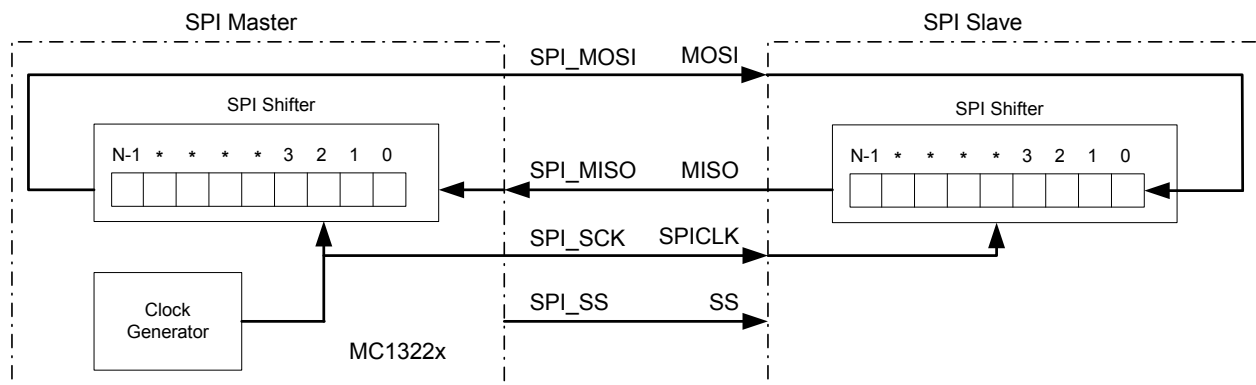 SPI Master SPI Slave
SPI_MOSI MOSI
SPI Shifter SPI Shifter
N-1 * * * * 3 2 1 0 N-1 * * * * 3 2 1 0
SPI_MISO MISO
SPI_SCK SPICLK
Clock
Generator
SPI_SS SS
MC1322x